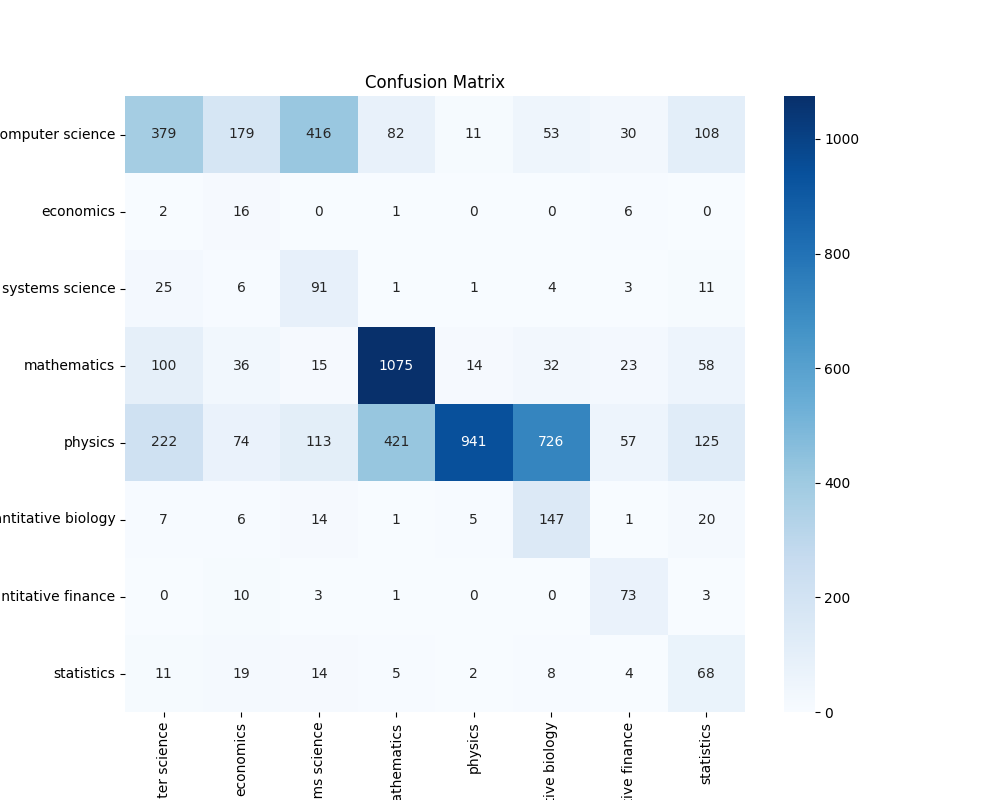 Confusion Matrix
omputer science 379 179 416 82 11 53 30 108
economics 2 16 0 1 0 0 6 0
systems science 25 6 91 1 1 4 3 11
mathematics 100 36 15 1075 14 32 23 58
physics 222 74 113 421 941 726 57 125
ntitative biology 7 6 14 1 5 147 1 20
ntitative finance 0 10 3 1 0 0 73 3
statistics 11 19 14 5 2 8 4 68
ter science
economics
ms science
athematics
physics
tive biology
tive finance
statistics
1000
800
600
400
200
0